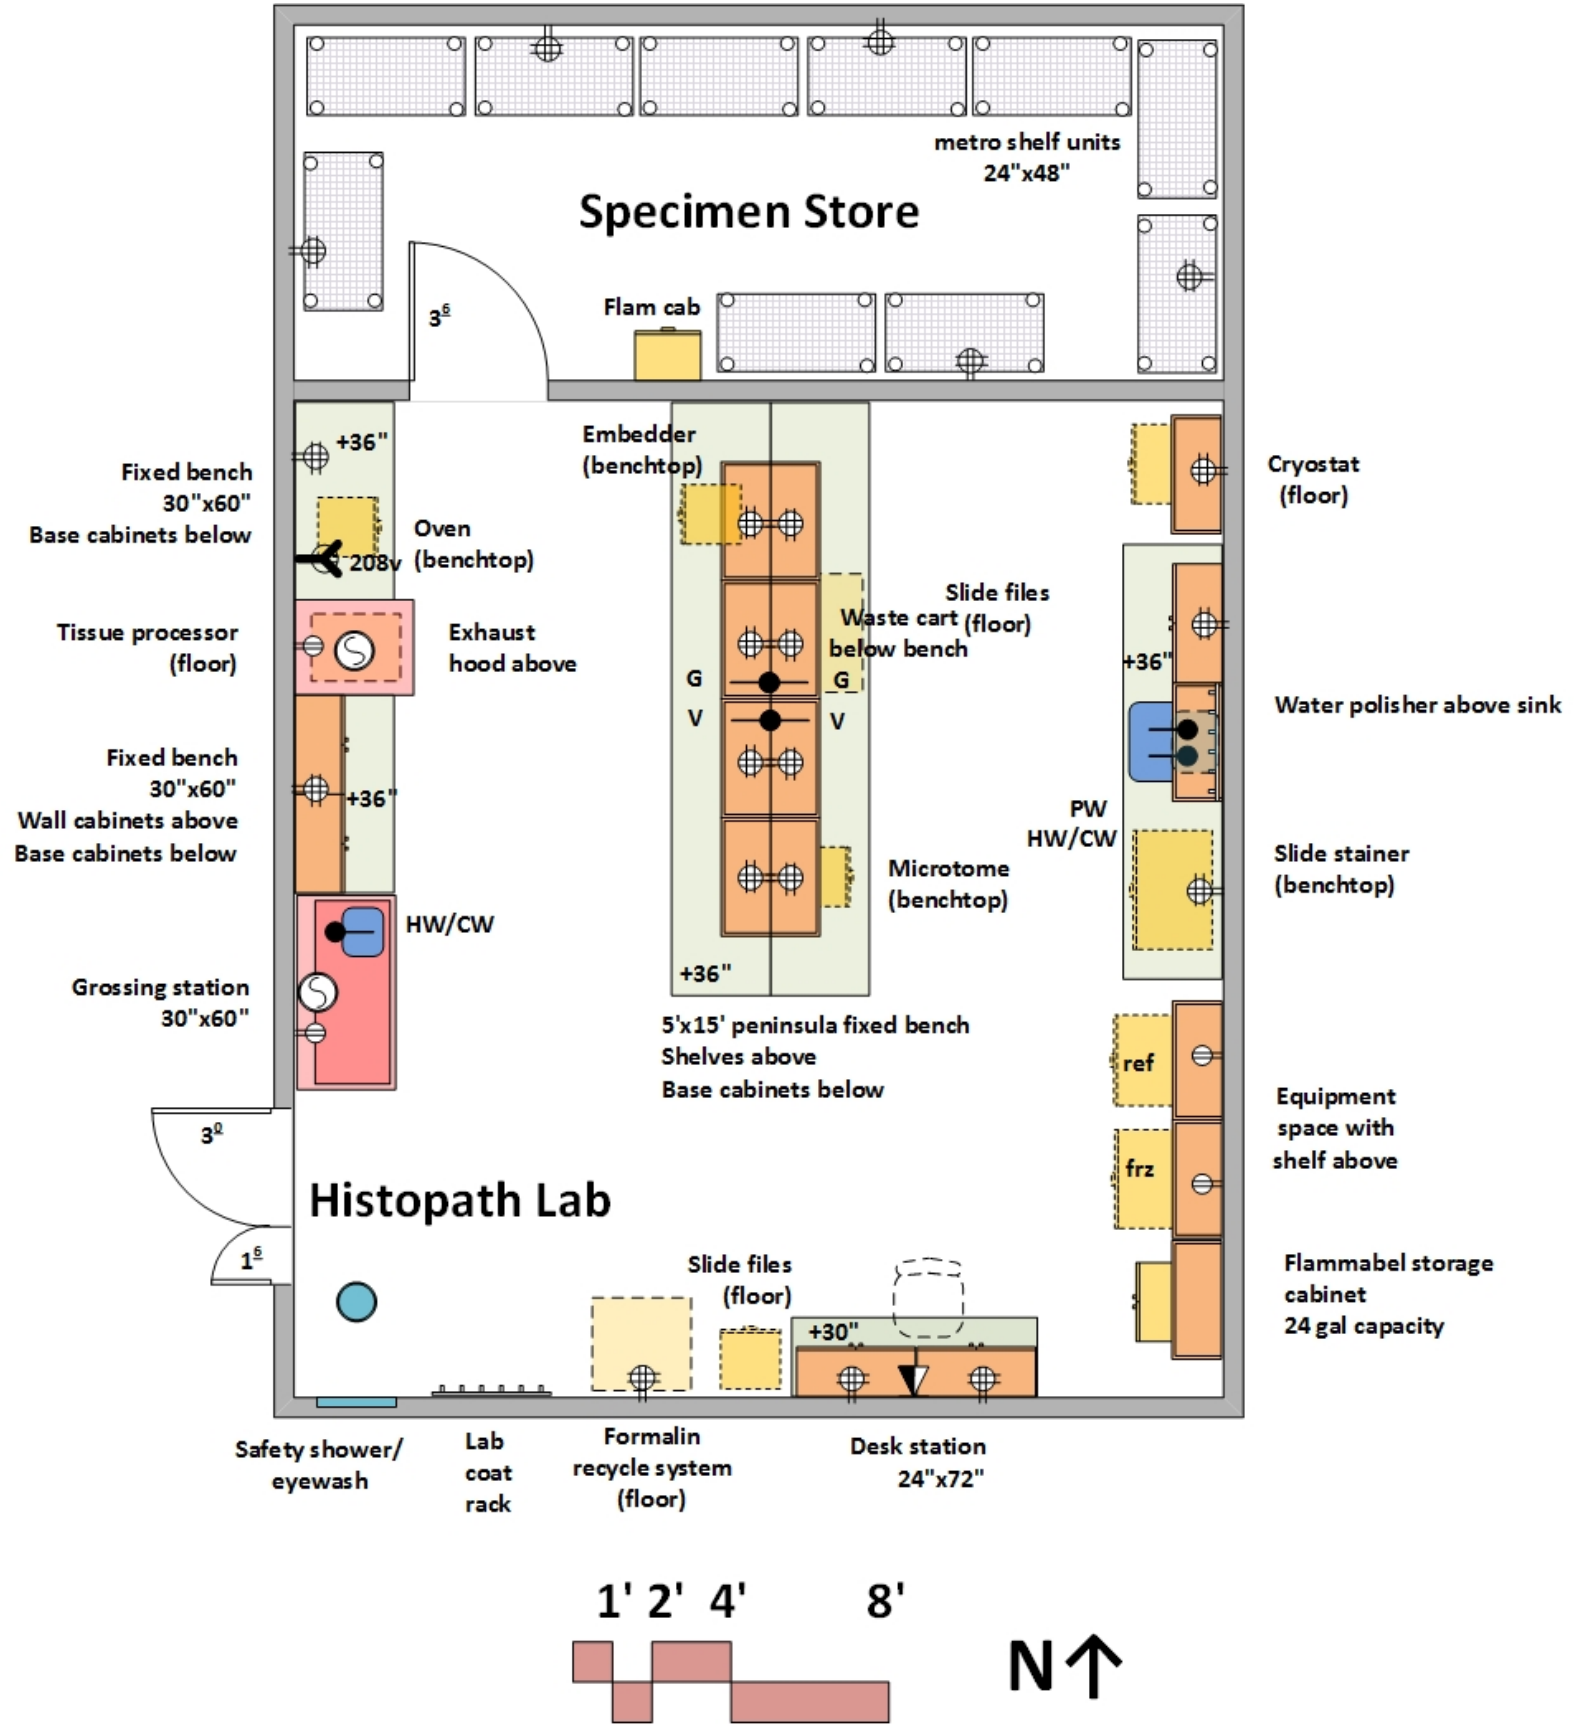 metro shelf units
24"x48"
Specimen Store
Flam cab
3 6
Embedder
(benchtop)
+36"
Fixed bench
30"x60"
Base cabinets below
Oven
(benchtop)
208v
Cryostat
(floor)
Slide files
(floor)
Waste cart
below bench
Tissue processor
(floor)
Exhaust
hood above
+36"
G
G
V
V
Water polisher above sink
Fixed bench
30"x60"
Wall cabinets above
Base cabinets below
+36"
PW
HW/CW
Slide stainer
(benchtop)
Microtome
(benchtop)
HW/CW
+36"
Grossing station
30"x60"
5'x15' peninsula fixed bench
Shelves above
Base cabinets below
ref
frz
Equipment
space with
shelf above
3 0
Histopath Lab
1 6
Slide files
(floor)
+30"
Flammabel storage
cabinet
24 gal capacity
Safety shower/
eyewash
Lab
coat
rack
Formalin
recycle system
(floor)
Desk station
24"x72"
1' 2' 4' 8'
N